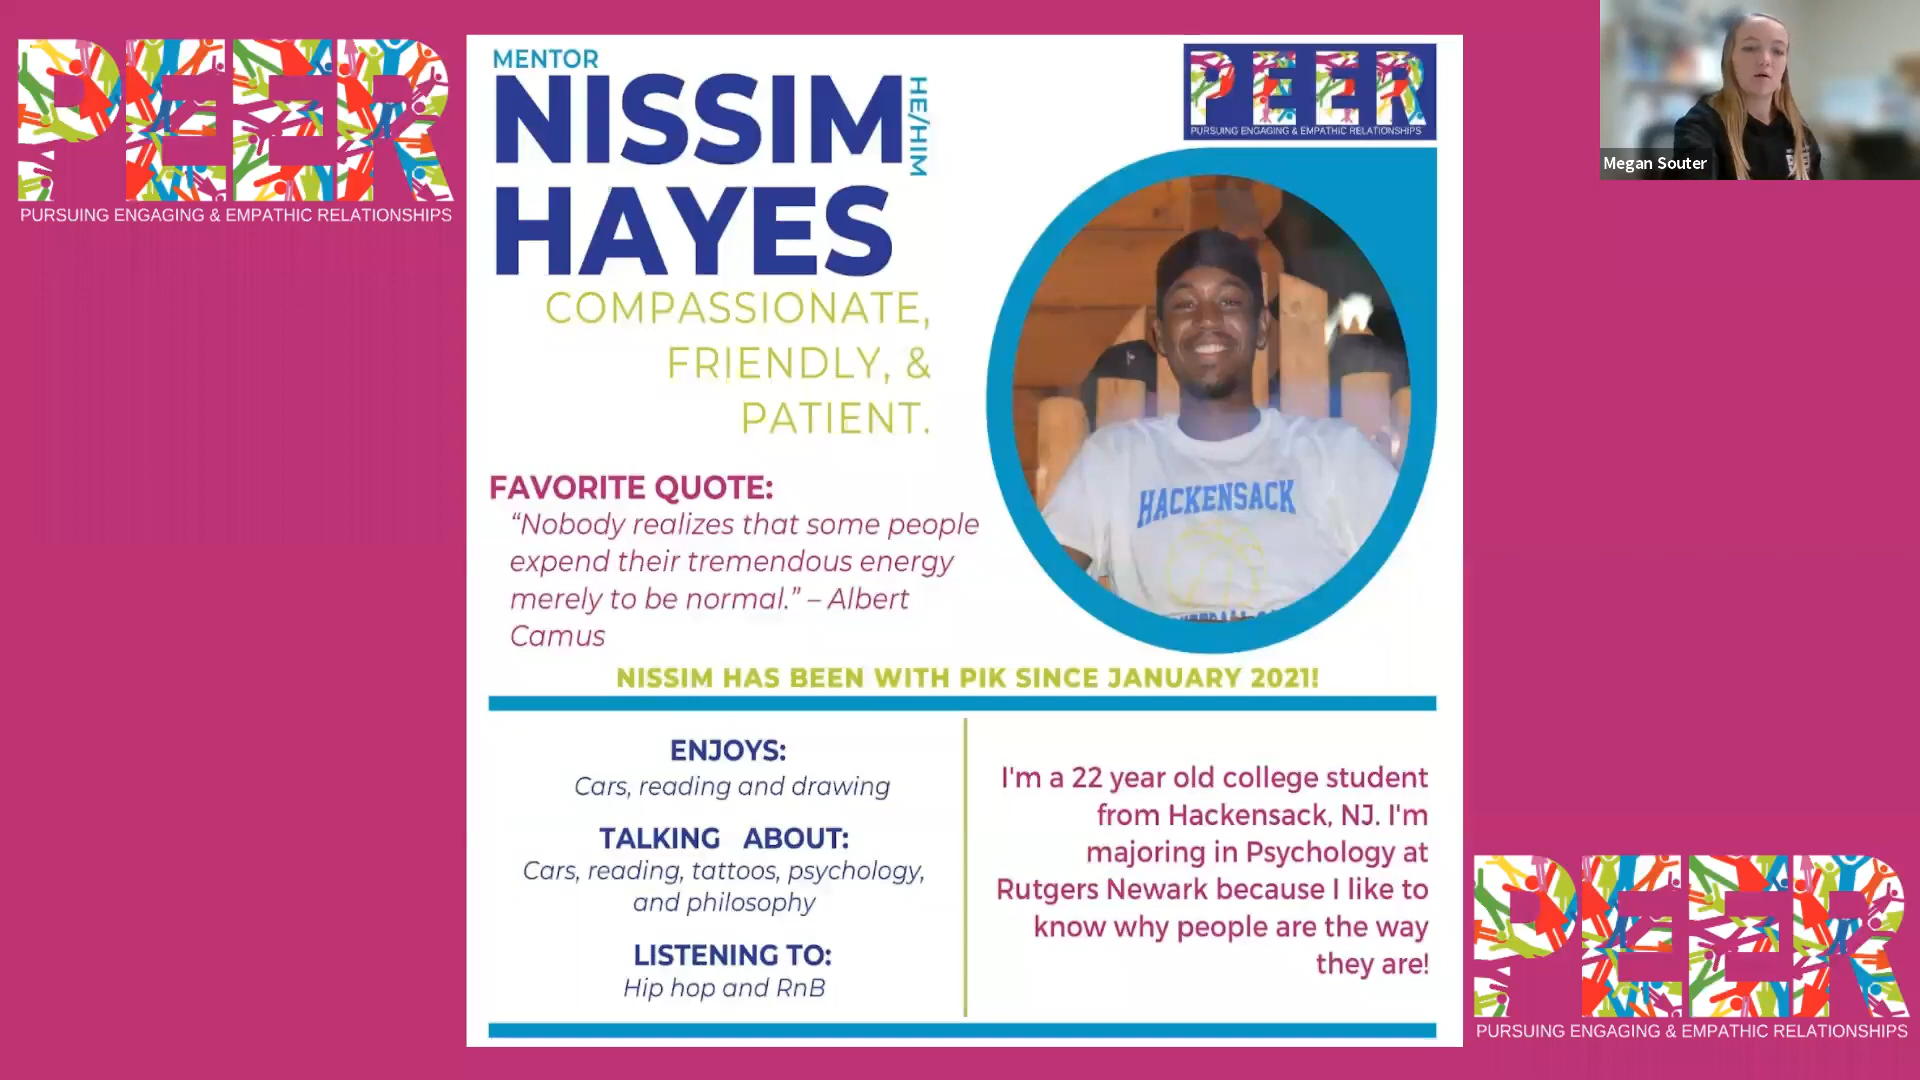 PEER
PURSUING ENGAGING & EMPATHIC RELATIONSHIPS
MENTOR
NISSIM
HE/HIM
HAYES
COMPASSIONATE,
FRIENDLY, &
PATIENT.
FAVORITE QUOTE:
“Nobody realizes that some people
expend their tremendous energy
merely to be normal.” – Albert
Camus
PEER
PURSUING ENGAGING & EMPATHIC RELATIONSHIPS
HACKENSACK
NISSIM HAS BEEN WITH PIK SINCE JANUARY 2021!
ENJOYS:
Cars, reading and drawing
TALKING ABOUT:
Cars, reading, tattoos, psychology,
and philosophy
LISTENING TO:
Hip hop and RnB
I'm a 22 year old college student
from Hackensack, NJ. I'm
majoring in Psychology at
Rutgers Newark because I like to
know why people are the way
they are!
Megan Souter
PEER
PURSUING ENGAGING & EMPATHIC RELATIONSHIPS